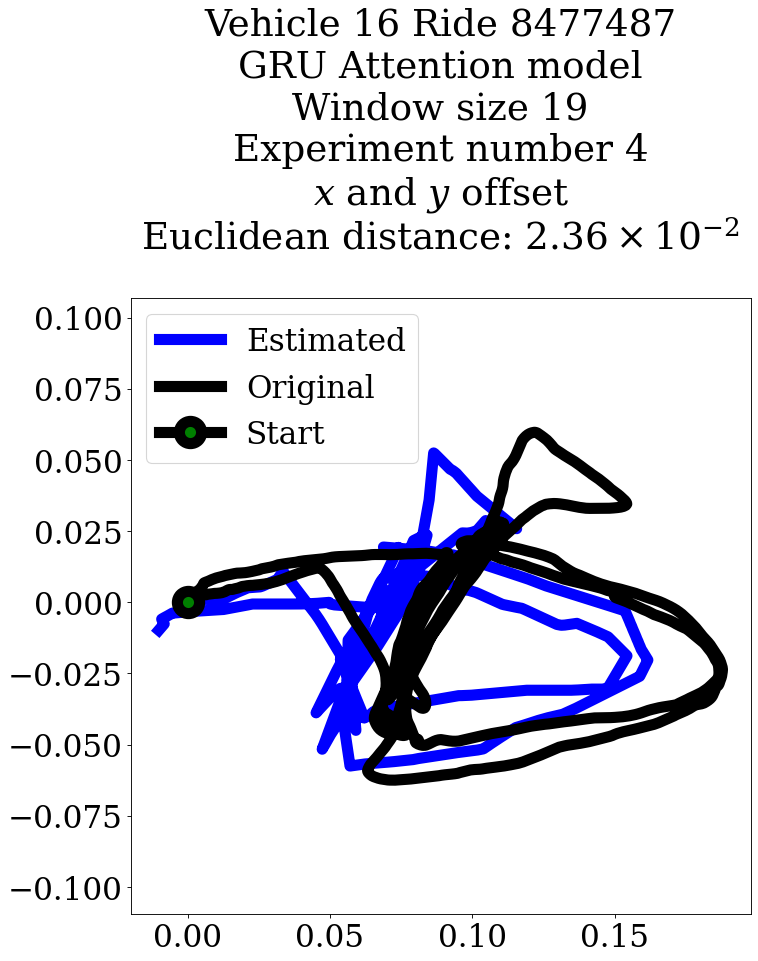 Vehicle 16 Ride 8477487
GRU Attention model
Window size 19
Experiment number 4
x and y offset
Euclidean distance: 2.36 × 10⁻²
0.100
0.075
0.050
0.025
0.000
−0.025
−0.050
−0.075
−0.100
Estimated
Original
Start
0.00 0.05 0.10 0.15